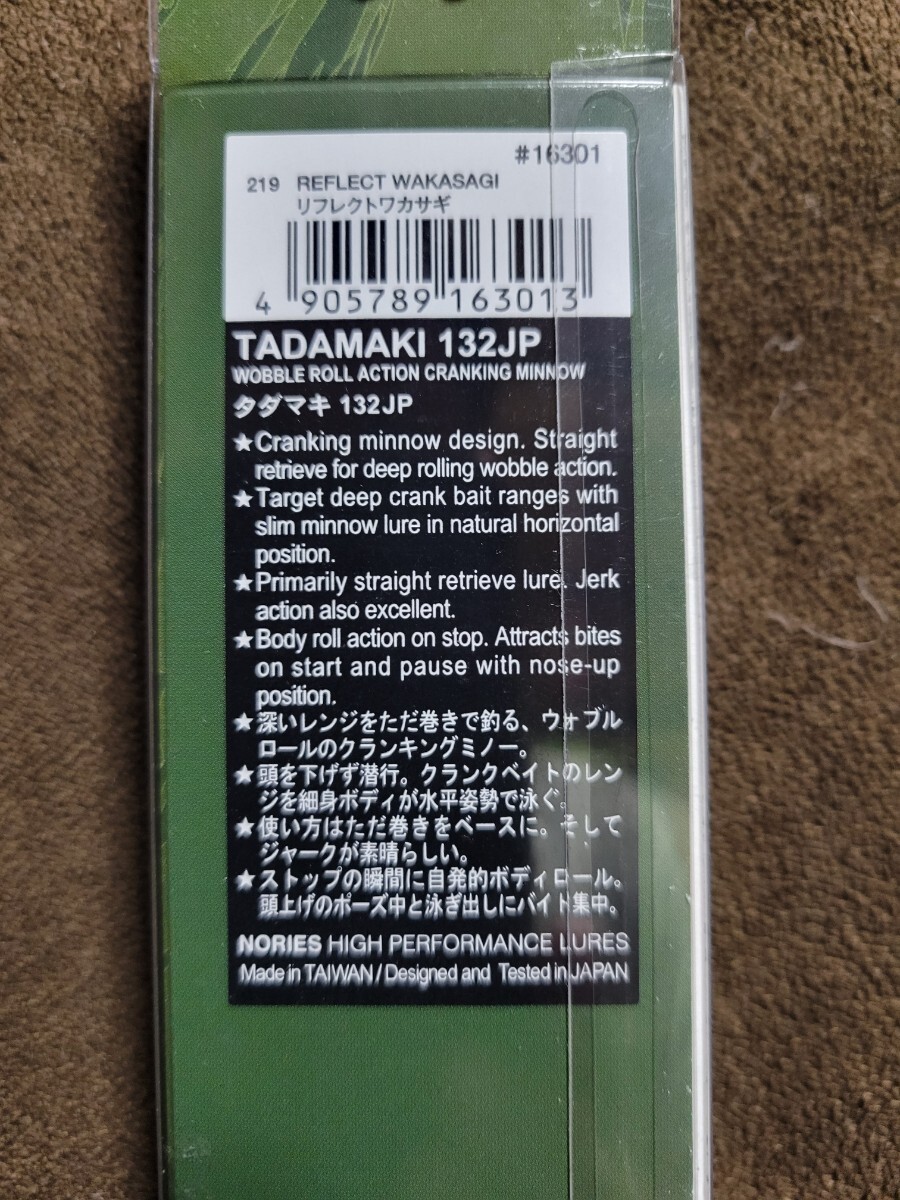 #16301
219 REFLECT WAKASAGI
リフレクトワカサギ
4 905789 163013
TADAMAKI 132JP
WOBBLE ROLL ACTION CRANKING MINNOW
タダマキ 132JP
★Cranking minnow design. Straight
retrieve for deep rolling wobble action.
★Target deep crank bait ranges with
slim minnow lure in natural horizontal
position.
★Primarily straight retrieve lure. Jerk
action also excellent.
★Body roll action on stop. Attracts bites
on start and pause with nose-up
position.
★深いレンジをただ巻きで釣る、ウォブル
ロールのクランキングミノー。
★頭を下げず潜行。クランクベイトのレン
ジを細身ボディが水平姿勢で泳ぐ。
★使い方はただ巻きをベースに。そして
ジャークが素晴らしい。
★ストップの瞬間に自発的ボディロール。
頭上げのポーズ中と泳ぎ出しにバイト集中。
NORIES HIGH PERFORMANCE LURES
Made in TAIWAN / Designed and Tested in JAPAN